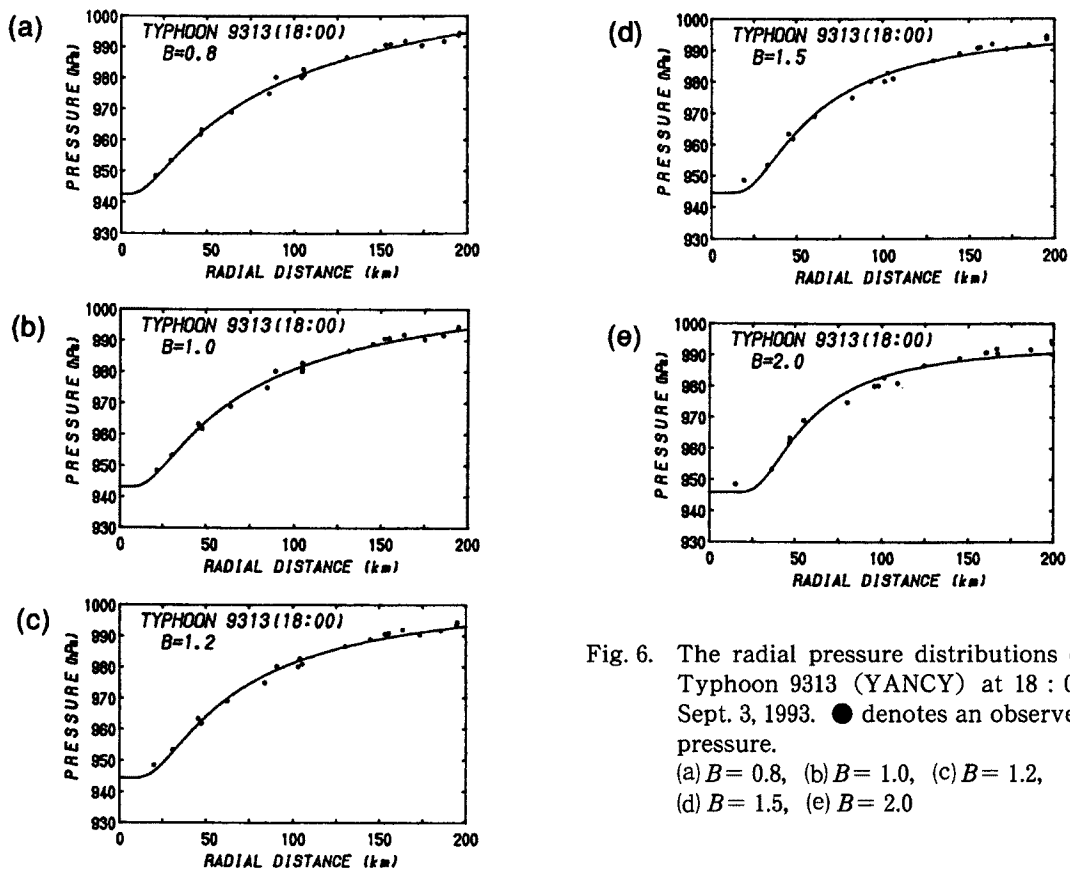 (a)
TYPHOON 9313(18:00)
B=0.8
PRESSURE (hPa)
1000
990
980
970
960
950
940
930
0
50
100
150
200
RADIAL DISTANCE (km)
(b)
TYPHOON 9313(18:00)
B=1.0
PRESSURE (hPa)
1000
990
980
970
960
950
940
930
0
50
100
150
200
RADIAL DISTANCE (km)
(c)
TYPHOON 9313(18:00)
B=1.2
PRESSURE (hPa)
1000
990
980
970
960
950
940
930
0
50
100
150
200
RADIAL DISTANCE (km)
(d)
TYPHOON 9313(18:00)
B=1.5
PRESSURE (hPa)
1000
990
980
970
960
950
940
930
0
50
100
150
200
RADIAL DISTANCE (km)
(e)
TYPHOON 9313(18:00)
B=2.0
PRESSURE (hPa)
1000
990
980
970
960
950
940
930
0
50
100
150
200
RADIAL DISTANCE (km)
Fig. 6. The radial pressure distributions
Typhoon 9313 (YANCY) at 18 :
Sept. 3, 1993. ● denotes an observe
pressure.
(a) B = 0.8, (b) B = 1.0, (c) B = 1.2,
(d) B = 1.5, (e) B = 2.0